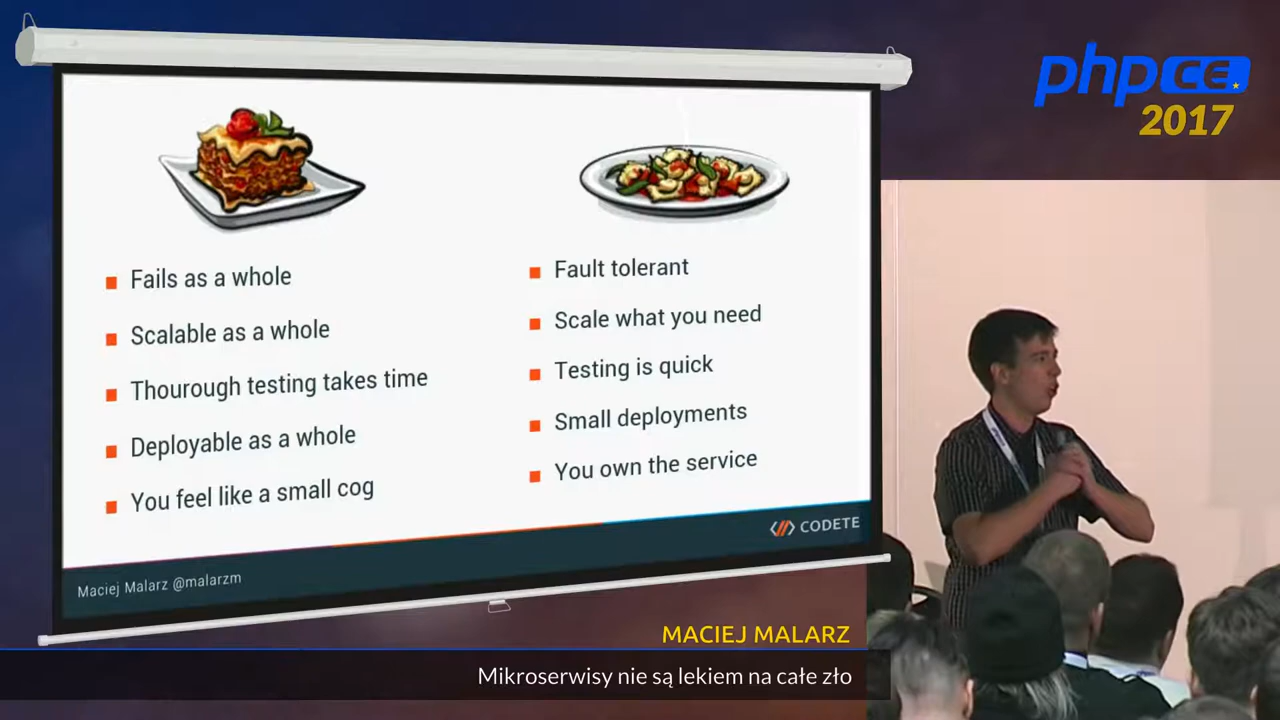 phpCE
2017
Fails as a whole
Scalable as a whole
Thourough testing takes time
Deployable as a whole
You feel like a small cog
Fault tolerant
Scale what you need
Testing is quick
Small deployments
You own the service
CODETE
Maciej Malarz @malarzm
MACIEJ MALARZ
Mikroserwisy nie są lekiem na całe zło